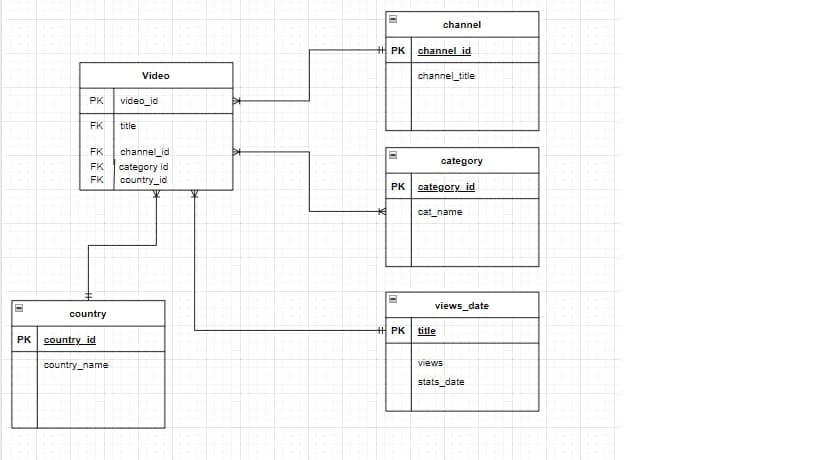 Video
PK video_id
FK title
FK channel_id
FK category id
FK country_id
channel
PK channel_id
channel_title
category
PK category_id
cat_name
views_date
PK title
views
stats_date
country
PK country_id
country_name